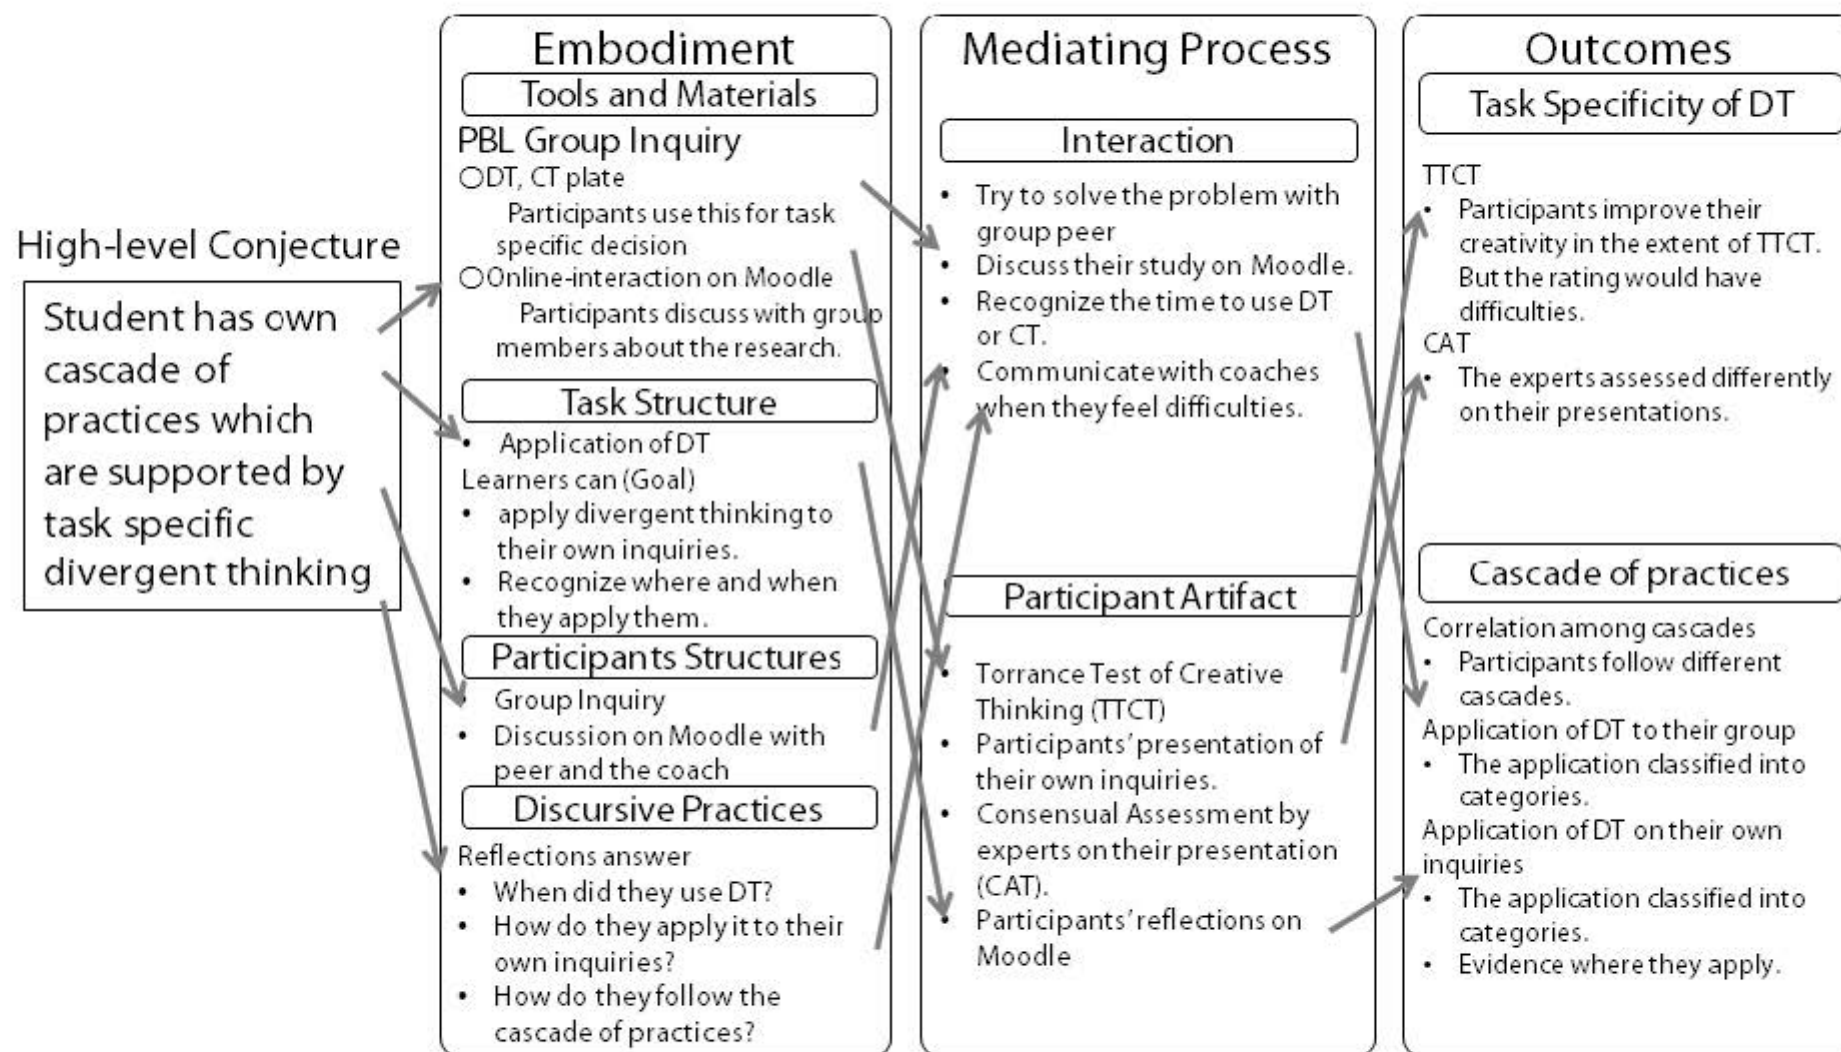 High-level Conjecture
Student has own
cascade of
practices which
are supported by
task specific
divergent thinking
Embodiment
Tools and Materials
PBL Group Inquiry
○DT, CT plate
Participants use this for task
specific decision
○Online-interaction on Moodle
Participants discuss with group
members about the research.
Task Structure
• Application of DT
Learners can (Goal)
• apply divergent thinking to
their own inquiries.
• Recognize where and when
they apply them.
Participants Structures
• Group Inquiry
• Discussion on Moodle with
peer and the coach
Discursive Practices
Reflections answer
• When did they use DT?
• How do they apply it to their
own inquiries?
• How do they follow the
cascade of practices?
Mediating Process
Interaction
• Try to solve the problem with
group peer
• Discuss their study on Moodle.
• Recognize the time to use DT
or CT.
• Communicate with coaches
when they feel difficulties.
Participant Artifact
• Torrance Test of Creative
Thinking (TTCT)
• Participants’ presentation of
their own inquiries.
• Consensual Assessment by
experts on their presentation
(CAT).
• Participants’ reflections on
Moodle
Outcomes
Task Specificity of DT
TTCT
• Participants improve their
creativity in the extent of TTCT.
But the rating would have
difficulties.
CAT
• The experts assessed differently
on their presentations.
Cascade of practices
Correlation among cascades
• Participants follow different
cascades.
Application of DT to their group
• The application classified into
categories.
Application of DT on their own
inquiries
• The application classified into
categories.
• Evidence where they apply.